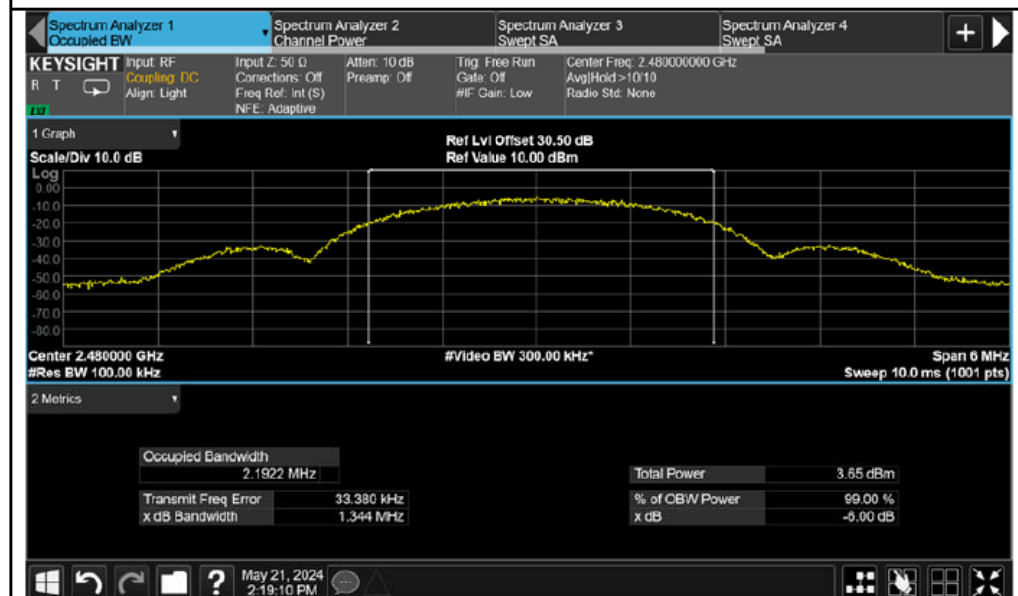 Spectrum Analyzer 1
Occupied BW
Spectrum Analyzer 2
Channel Power
Spectrum Analyzer 3
Swept SA
Spectrum Analyzer 4
Swept SA
+
KEYSIGHT
R T
Input: RF
Coupling: DC
Align: Light
Input Z: 50 Ω
Corrections: Off
Freq Ref: Int (S)
NFE: Adaptive
Atten: 10 dB
Preamp: Off
Trig: Free Run
Gate: Off
#IF Gain: Low
Center Freq: 2.480000000 GHz
Avg|Hold:>10/10
Radio Std: None
1 Graph
Scale/Div 10.0 dB
Ref Lvl Offset 30.50 dB
Ref Value 10.00 dBm
Log
0.00
-10.0
-20.0
-30.0
-40.0
-50.0
-60.0
-70.0
-80.0
Center 2.480000 GHz
#Res BW 100.00 kHz
#Video BW 300.00 kHz*
Span 6 MHz
Sweep 10.0 ms (1001 pts)
2 Metrics
Occupied Bandwidth
2.1922 MHz
Transmit Freq Error 33.380 kHz
x dB Bandwidth 1.344 MHz
Total Power 3.65 dBm
% of OBW Power 99.00 %
x dB -6.00 dB
?
May 21, 2024
2:19:10 PM